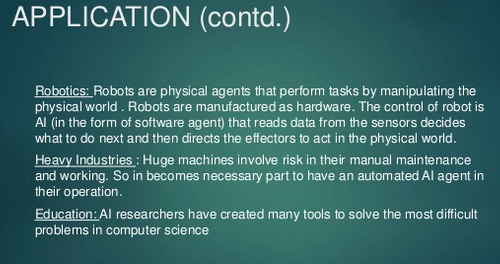 APPLICATION (contd.)
Robotics: Robots are physical agents that perform tasks by manipulating the
physical world . Robots are manufactured as hardware. The control of robot is
AI (in the form of software agent) that reads data from the sensors decides
what to do next and then directs the effectors to act in the physical world.
Heavy Industries : Huge machines involve risk in their manual maintenance
and working. So in becomes necessary part to have an automated AI agent in
their operation.
Education: AI researchers have created many tools to solve the most difficult
problems in computer science